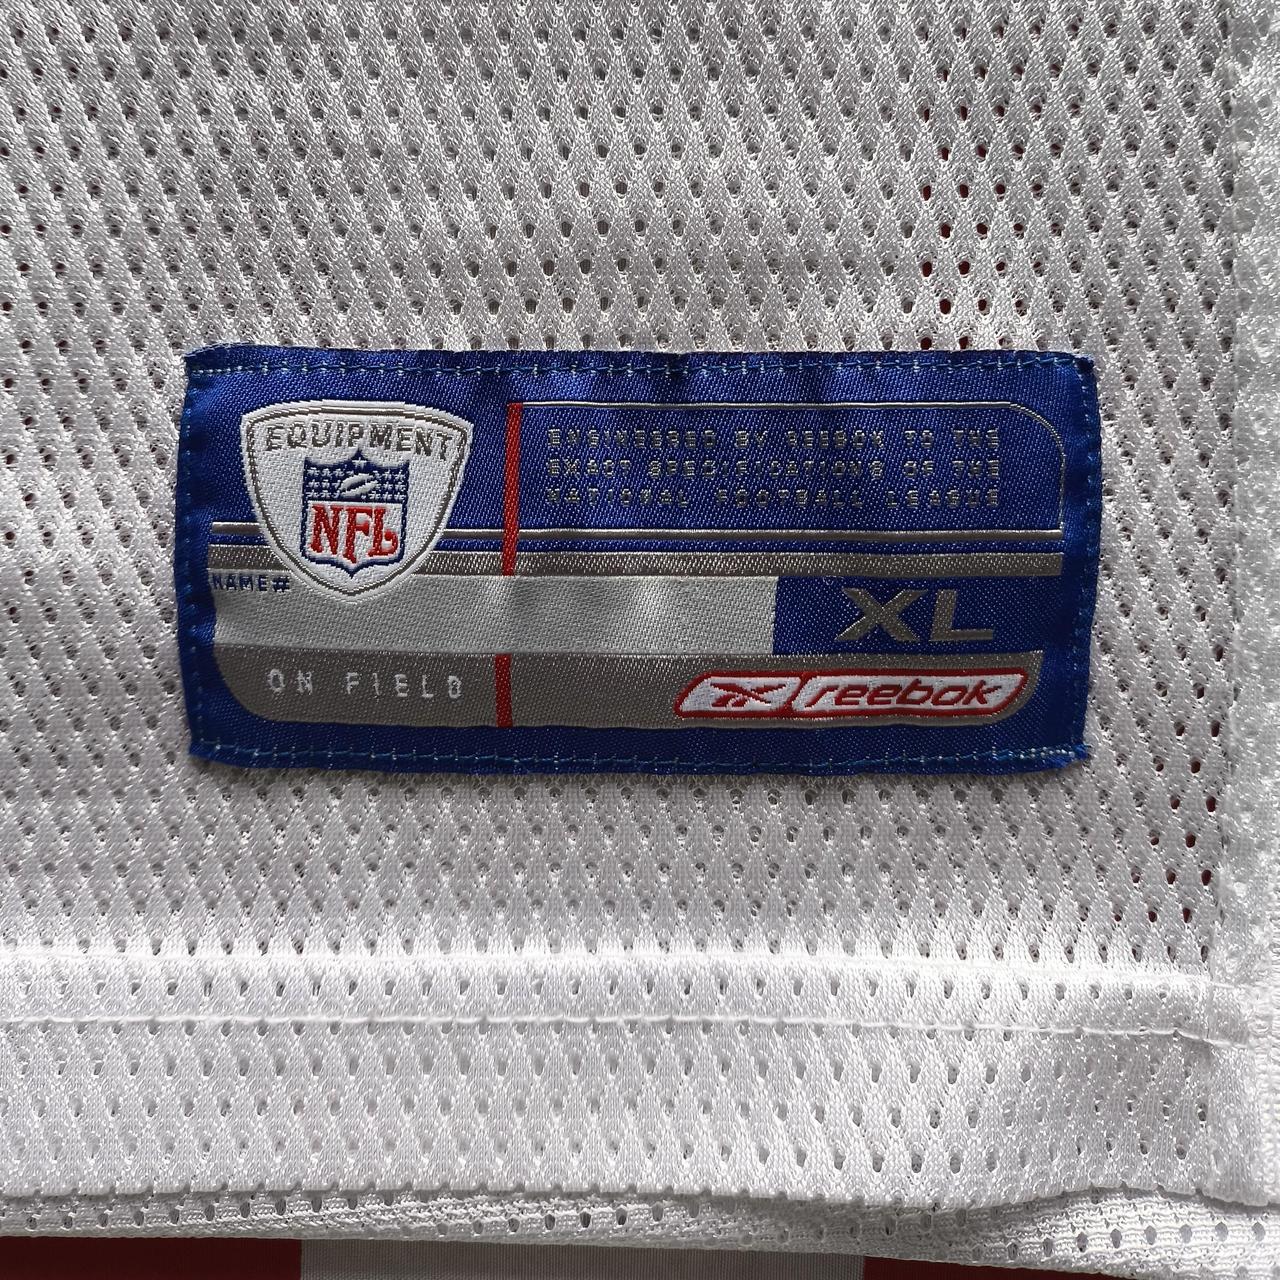 EQUIPMENT
NFL
ENGINEERED BY REEBOK TO THE
EXACT SPECIFICATIONS OF THE
NATIONAL FOOTBALL LEAGUE
NAME#
XL
ON FIELD
reebok